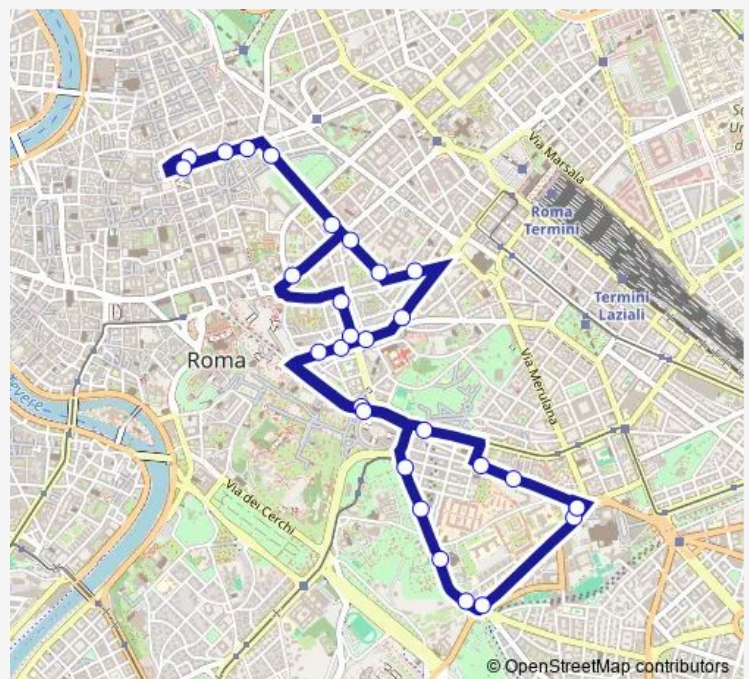 Via Marsala
Roma
Termini
Termini
Laziali
Roma
Via Merulana
Tevere
Via dei Cerchi
© OpenStreetMap contributors